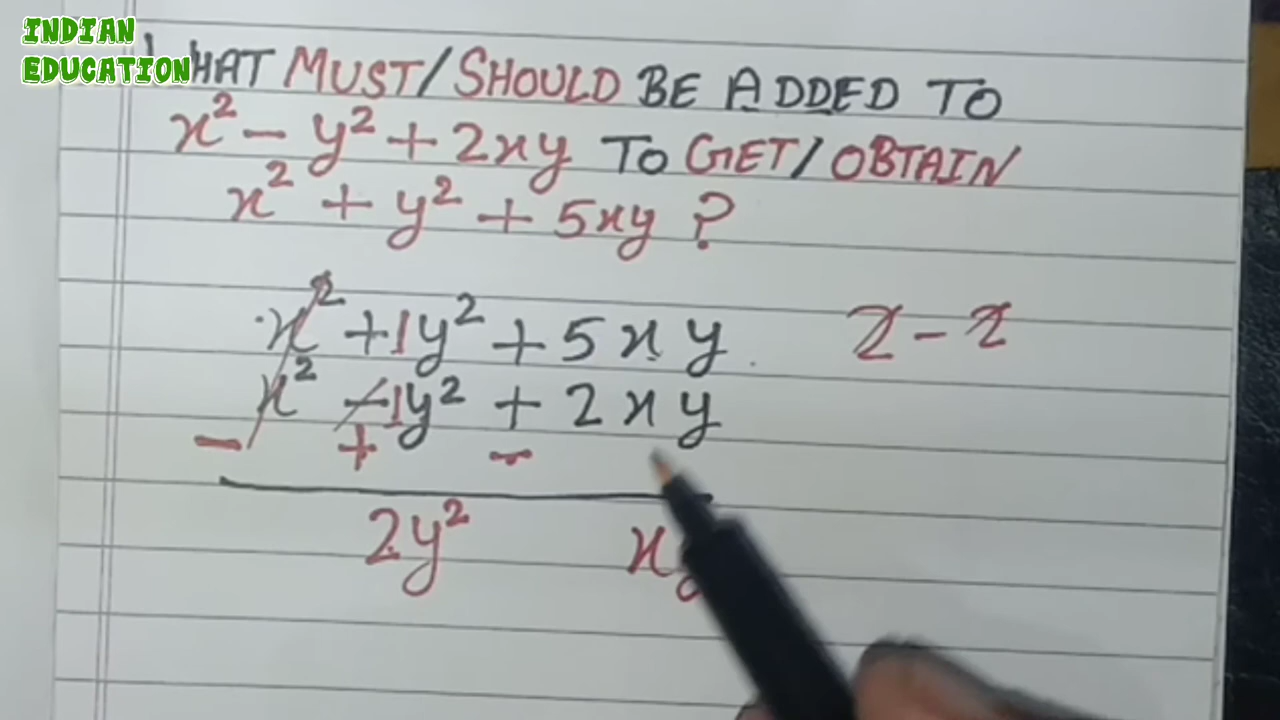 INDIAN
EDUCATION
WHAT MUST/SHOULD BE ADDED TO
x² - y² + 2xy TO GET/OBTAIN
x² + y² + 5xy ?
x² + 1y² + 5xy
x² - 1y² + 2xy
- + -
2y² x